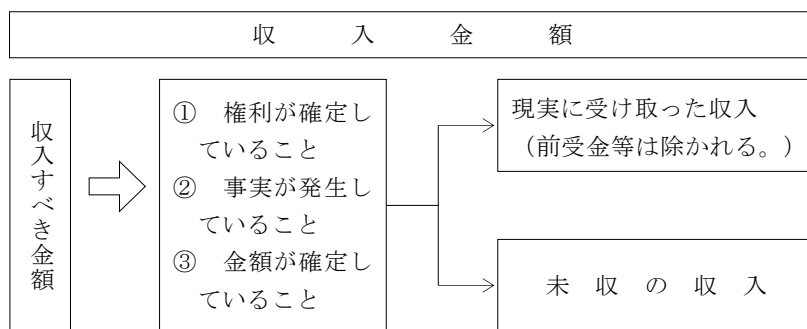 収入金額
収入すべき金額
① 権利が確定し
ていること
② 事実が発生し
ていること
③ 金額が確定し
ていること
現実に受け取った収入
（前受金等は除かれる。）
未収の収入